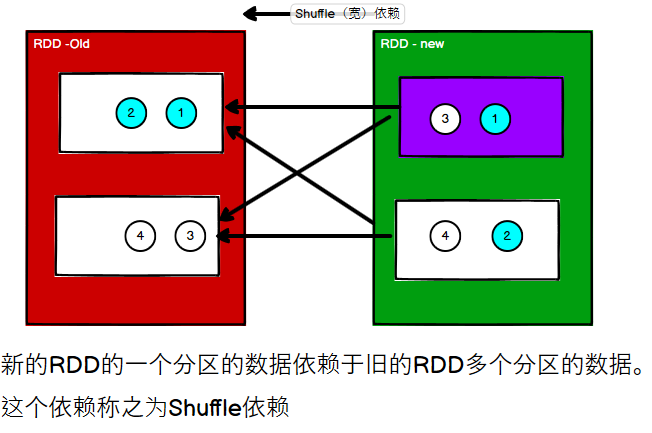 Shuffle（宽）依赖
RDD -Old
RDD - new
2 1
3 1
4 3
4 2
新的RDD的一个分区的数据依赖于旧的RDD多个分区的数据。
这个依赖称之为Shuffle依赖